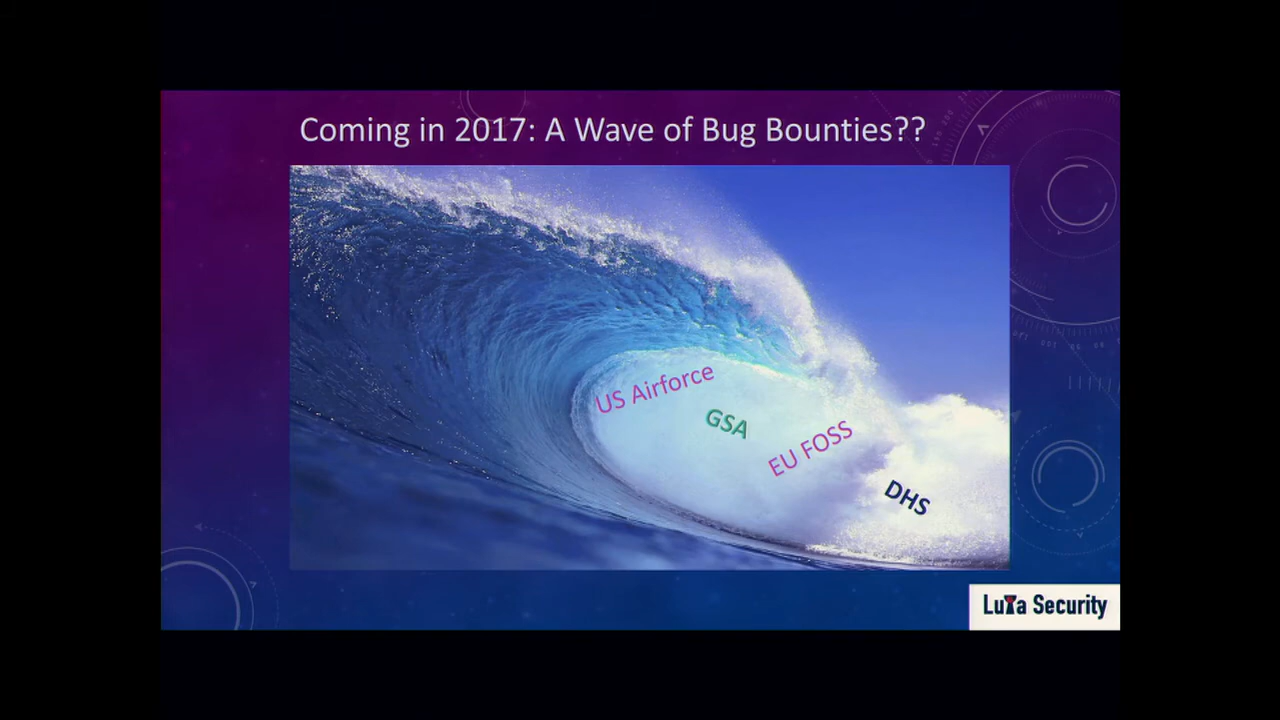 Coming in 2017: A Wave of Bug Bounties??
US Airforce
GSA
EU FOSS
DHS
Luta Security